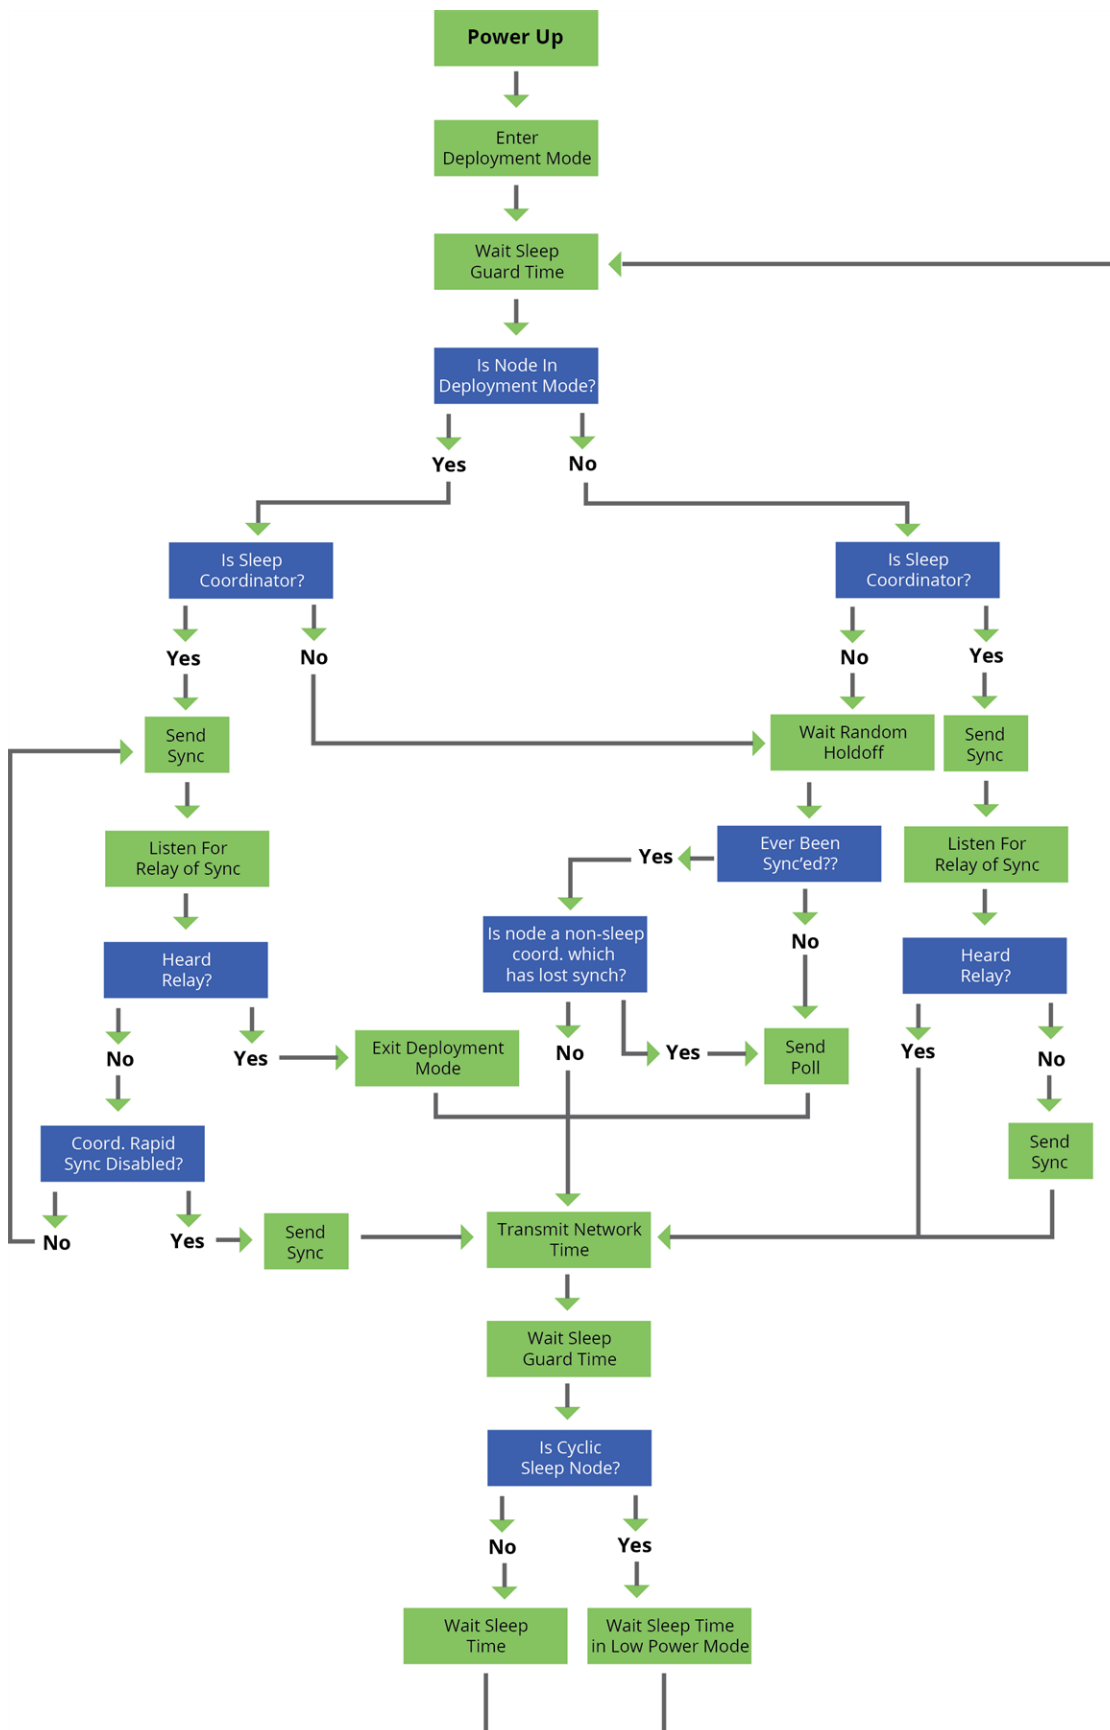 Power Up
Enter
Deployment Mode
Wait Sleep
Guard Time
Is Node In
Deployment Mode?
Yes
No
Is Sleep
Coordinator?
Is Sleep
Coordinator?
Yes
No
No
Yes
Send
Sync
Wait Random
Holdoff
Send
Sync
Listen For
Relay of Sync
Yes
Ever Been
Sync'ed??
Listen For
Relay of Sync
Heard
Relay?
Is node a non-sleep
coord. which
has lost synch?
No
Heard
Relay?
No
Yes
Exit Deployment
Mode
No
Yes
Send
Poll
Yes
No
Coord. Rapid
Sync Disabled?
Send
Sync
No
Yes
Send
Sync
Transmit Network
Time
Wait Sleep
Guard Time
Is Cyclic
Sleep Node?
No
Yes
Wait Sleep
Time
Wait Sleep Time
in Low Power Mode